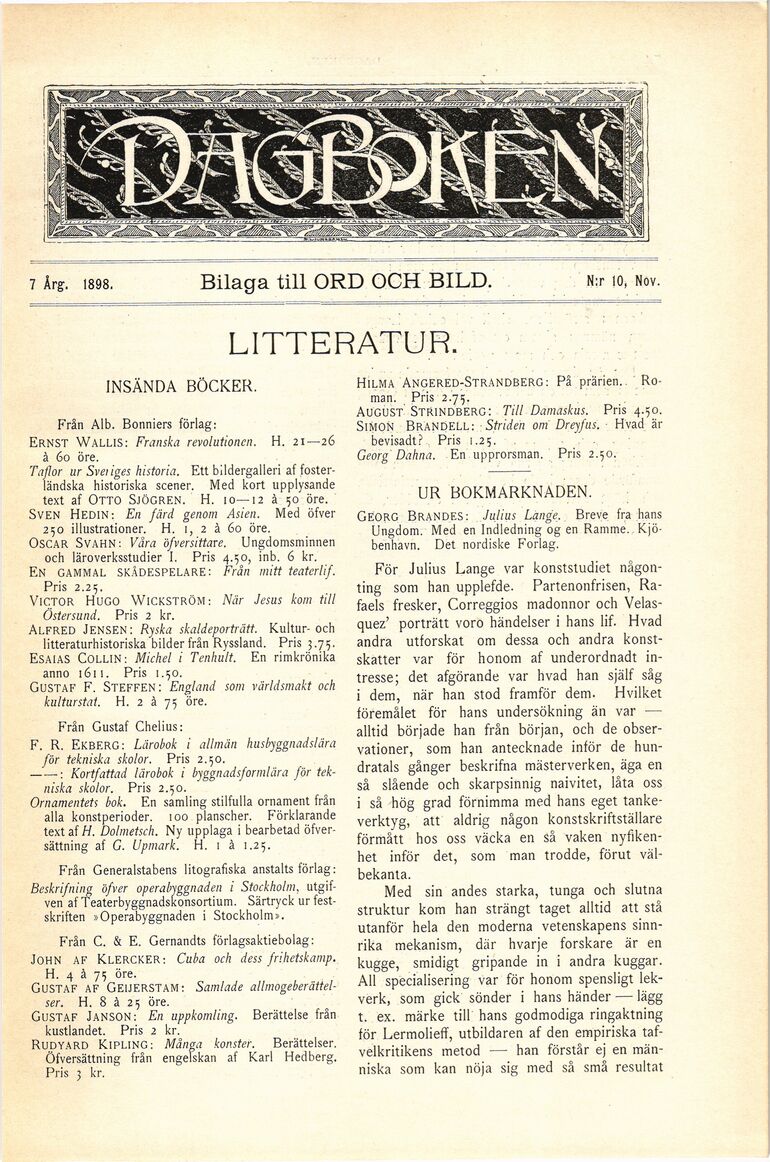 DAGBOKEN
7 Årg. 1898.
Bilaga till ORD OCH BILD.
N:r 10, Nov.
LITTERATUR.
INSÄNDA BÖCKER.
Från Alb. Bonniers förlag:
ERNST WALLIS: Franska revolutionen. H. 21—26
à 60 öre.
Taflor ur Sveriges historia. Ett bildergalleri af foster-
ländska historiska scener. Med kort upplysande
text af OTTO SJÖGREN. H. 10—12 à 50 öre.
SVEN HEDIN: En färd genom Asien. Med öfver
250 illustrationer. H. 1, 2 à 60 öre.
OSCAR SVAHN: Våra öfversittare. Ungdomsminnen
och läroverksstudier I. Pris 4.50, inb. 6 kr.
EN GAMMAL SKÅDESPELARE: Från mitt teaterlif.
Pris 2.25.
VICTOR HUGO WICKSTRÖM: När Jesus kom till
Östersund. Pris 2 kr.
ALFRED JENSEN: Ryska skaldeporträtt. Kultur- och
litteraturhistoriska bilder från Ryssland. Pris 3.75.
ESAIAS COLLIN: Michel i Tenhult. En rimkrönika
anno 1611. Pris 1.50.
GUSTAF F. STEFFEN: England som världsmakt och
kulturstat. H. 2 à 75 öre.
Från Gustaf Chelius:
F. R. EKBERG: Lärobok i allmän husbyggnadslära
för tekniska skolor. Pris 2.50.
——: Kortfattad lärobok i byggnadsformlära för tek-
niska skolor. Pris 2.50.
Ornamentets bok. En samling stilfulla ornament från
alla konstperioder. 100 planscher. Förklarande
text af H. Dolmetsch. Ny upplaga i bearbetad öfver-
sättning af G. Upmark. H. 1 à 1.25.
Från Generalstabens litografiska anstalts förlag:
Beskrifning öfver operabyggnaden i Stockholm, utgif-
ven af Teaterbyggnadskonsortium. Särtryck ur fest-
skriften »Operabyggnaden i Stockholm».
Från C. & E. Gernandts förlagsaktiebolag:
JOHN AF KLERCKER: Cuba och dess frihetskamp.
H. 4 à 75 öre.
GUSTAF AF GEIJERSTAM: Samlade allmogeberättel-
ser. H. 8 à 25 öre.
GUSTAF JANSON: En uppkomling. Berättelse från
kustlandet. Pris 2 kr.
RUDYARD KIPLING: Många konster. Berättelser.
Öfversättning från engelskan af Karl Hedberg.
Pris 3 kr.
HILMA ANGERED-STRANDBERG: På prärien. Ro-
man. Pris 2.75.
AUGUST STRINDBERG: Till Damaskus. Pris 4.50.
SIMON BRANDELL: Striden om Dreyfus. Hvad är
bevisadt? Pris 1.25.
Georg Dahna. En upprorsman. Pris 2.50.
UR BOKMARKNADEN.
GEORG BRANDES: Julius Lange. Breve fra hans
Ungdom. Med en Indledning og en Ramme. Kjö-
benhavn. Det nordiske Forlag.
För Julius Lange var konststudiet någon-
ting som han upplefde. Partenonfrisen, Ra-
faels fresker, Correggios madonnor och Velas-
quez' porträtt voro händelser i hans lif. Hvad
andra utforskat om dessa och andra konst-
skatter var för honom af underordnadt in-
tresse; det afgörande var hvad han själf såg
i dem, när han stod framför dem. Hvilket
föremålet för hans undersökning än var —
alltid började han från början, och de obser-
vationer, som han antecknade inför de hun-
dratals gånger beskrifna mästerverken, äga en
så slående och skarpsinnig naivitet, låta oss
i så hög grad förnimma med hans eget tanke-
verktyg, att aldrig någon konstskriftställare
förmått hos oss väcka en så vaken nyfiken-
het inför det, som man trodde, förut väl-
bekanta.
Med sin andes starka, tunga och slutna
struktur kom han strängt taget alltid att stå
utanför hela den moderna vetenskapens sinn-
rika mekanism, där hvarje forskare är en
kugge, smidigt gripande in i andra kuggar.
All specialisering var för honom spensligt lek-
verk, som gick sönder i hans händer — lägg
t. ex. märke till hans godmodiga ringaktning
för Lermolieff, utbildaren af den empiriska taf-
velkritikens metod — han förstår ej en män-
niska som kan nöja sig med så små resultat